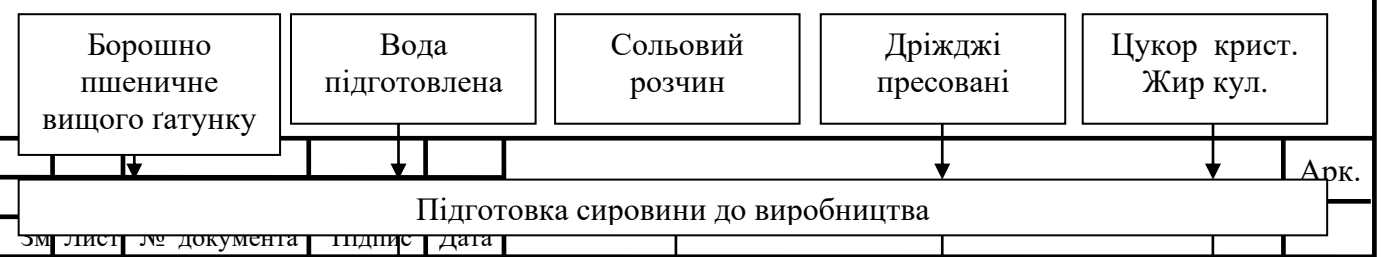 Борошно
пшеничне
вищого ґатунку
Вода
підготовлена
Сольовий
розчин
Дріжджі
пресовані
Цукор крист.
Жир кул.
Арк.
Підготовка сировини до виробництва
Зм Лист № документа Підпис Дата